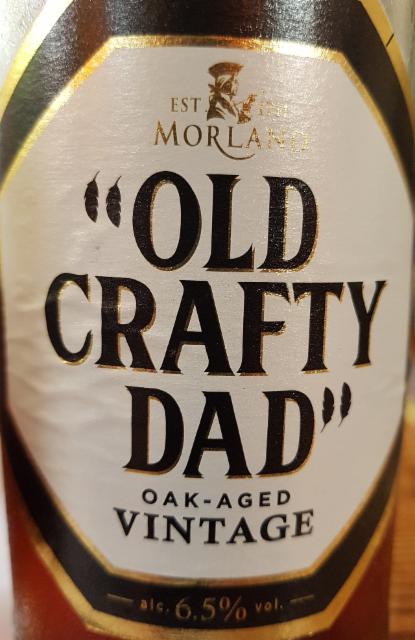 EST
MORLAND
“OLD
CRAFTY
DAD”
OAK-AGED
VINTAGE
alc. 6.5% vol.